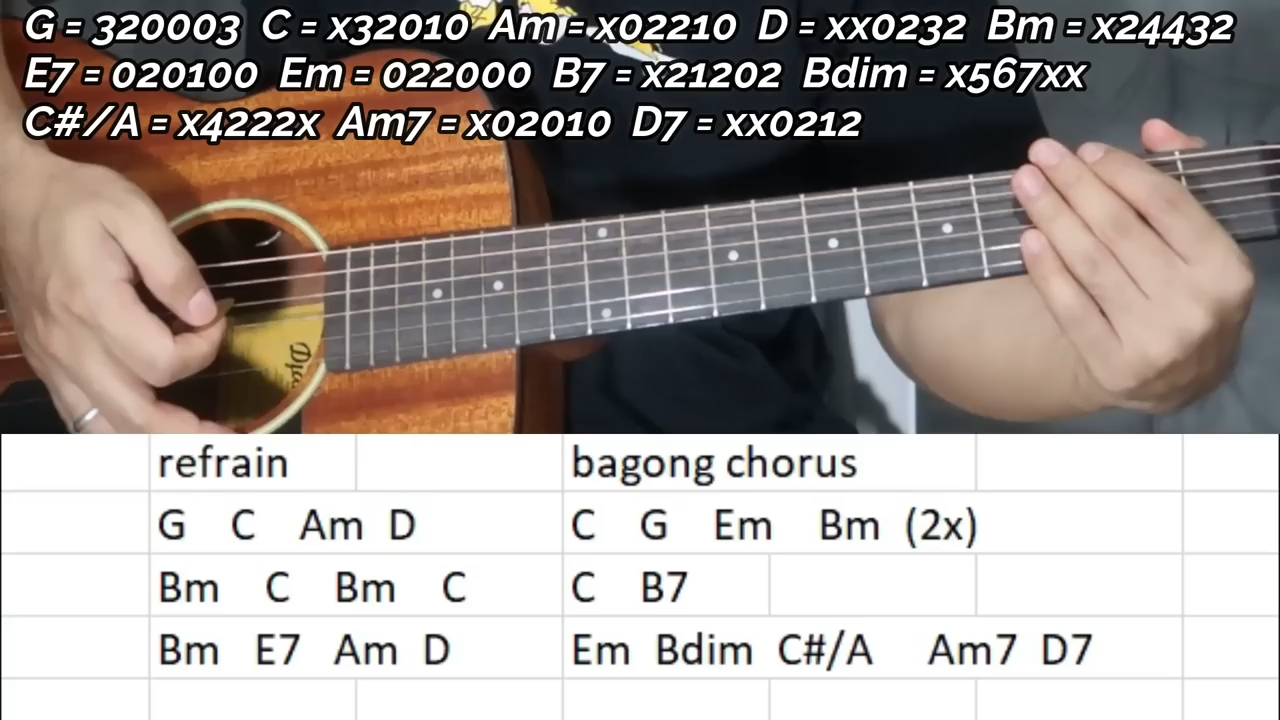 G = 320003 C = x32010 Am = x02210 D = xx0232 Bm = x24432
E7 = 020100 Em = 022000 B7 = x21202 Bdim = x567xx
C#/A = x4222x Am7 = x02010 D7 = xx0212
refrain
G C Am D
Bm C Bm C
Bm E7 Am D
bagong chorus
C G Em Bm (2x)
C B7
Em Bdim C#/A Am7 D7